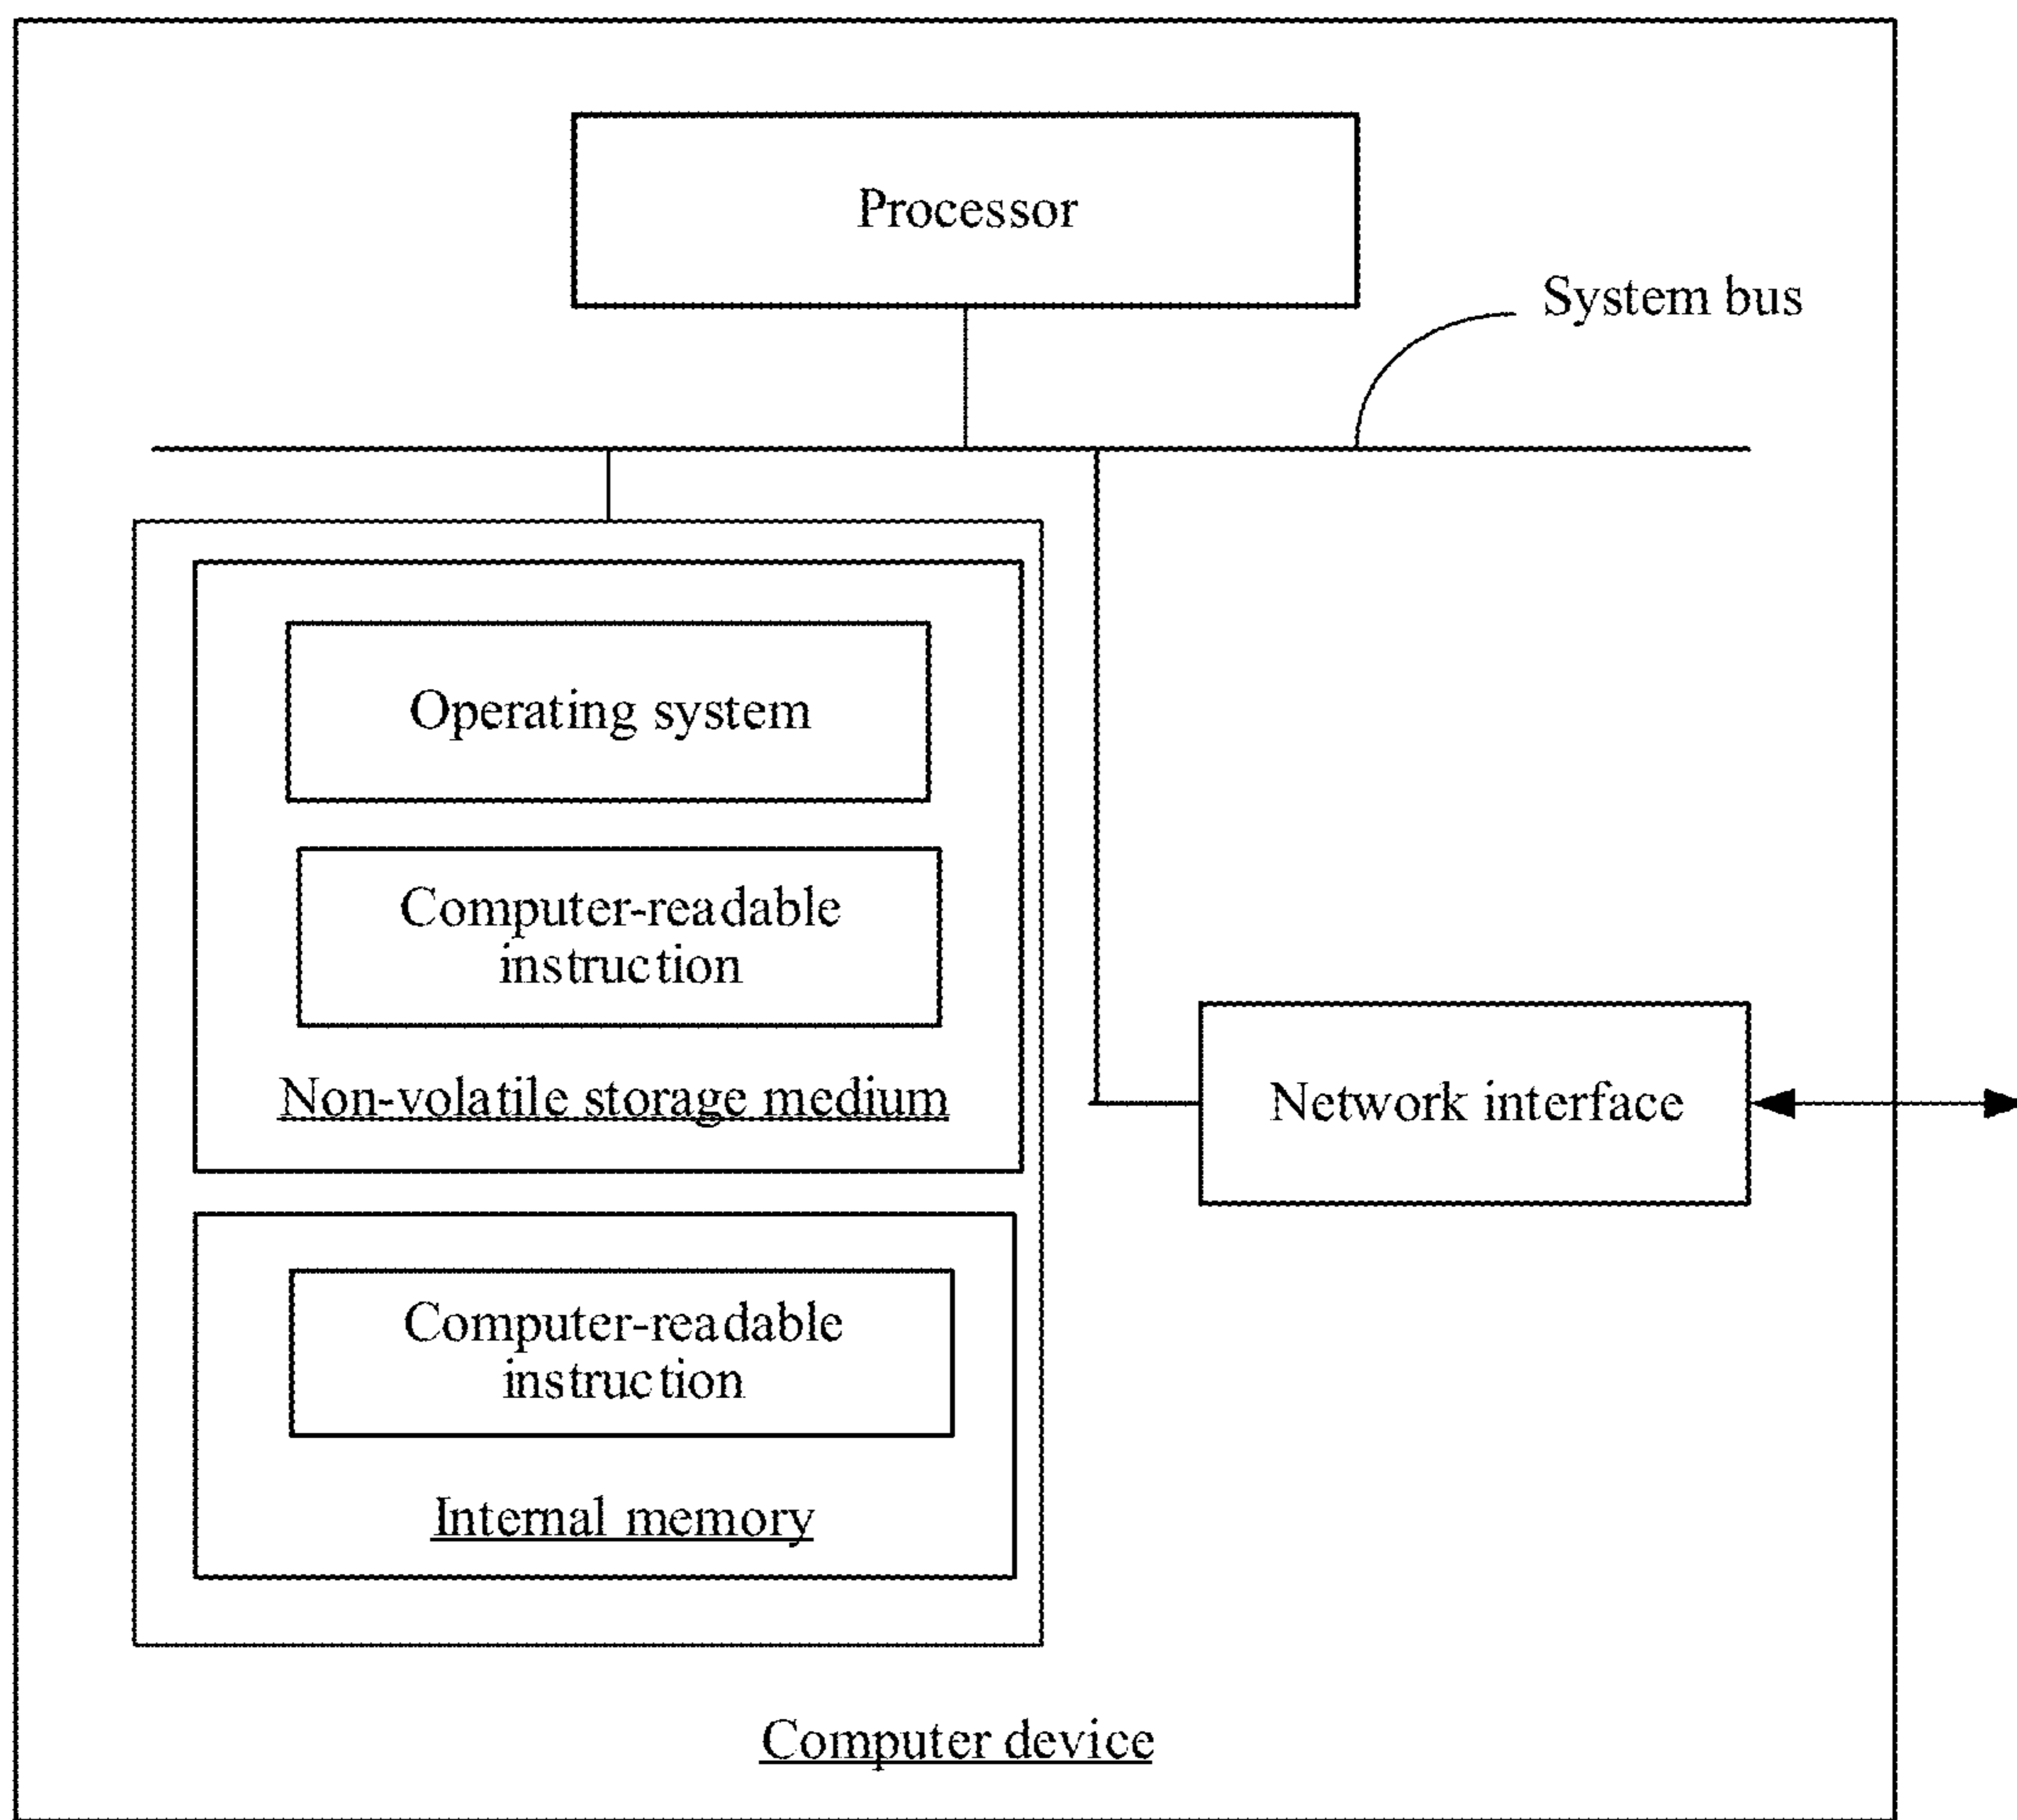 Processor
System bus
Operating system
Computer-readable
instruction
Non-volatile storage medium
Network interface
Computer-readable
instruction
Internal memory
Computer device